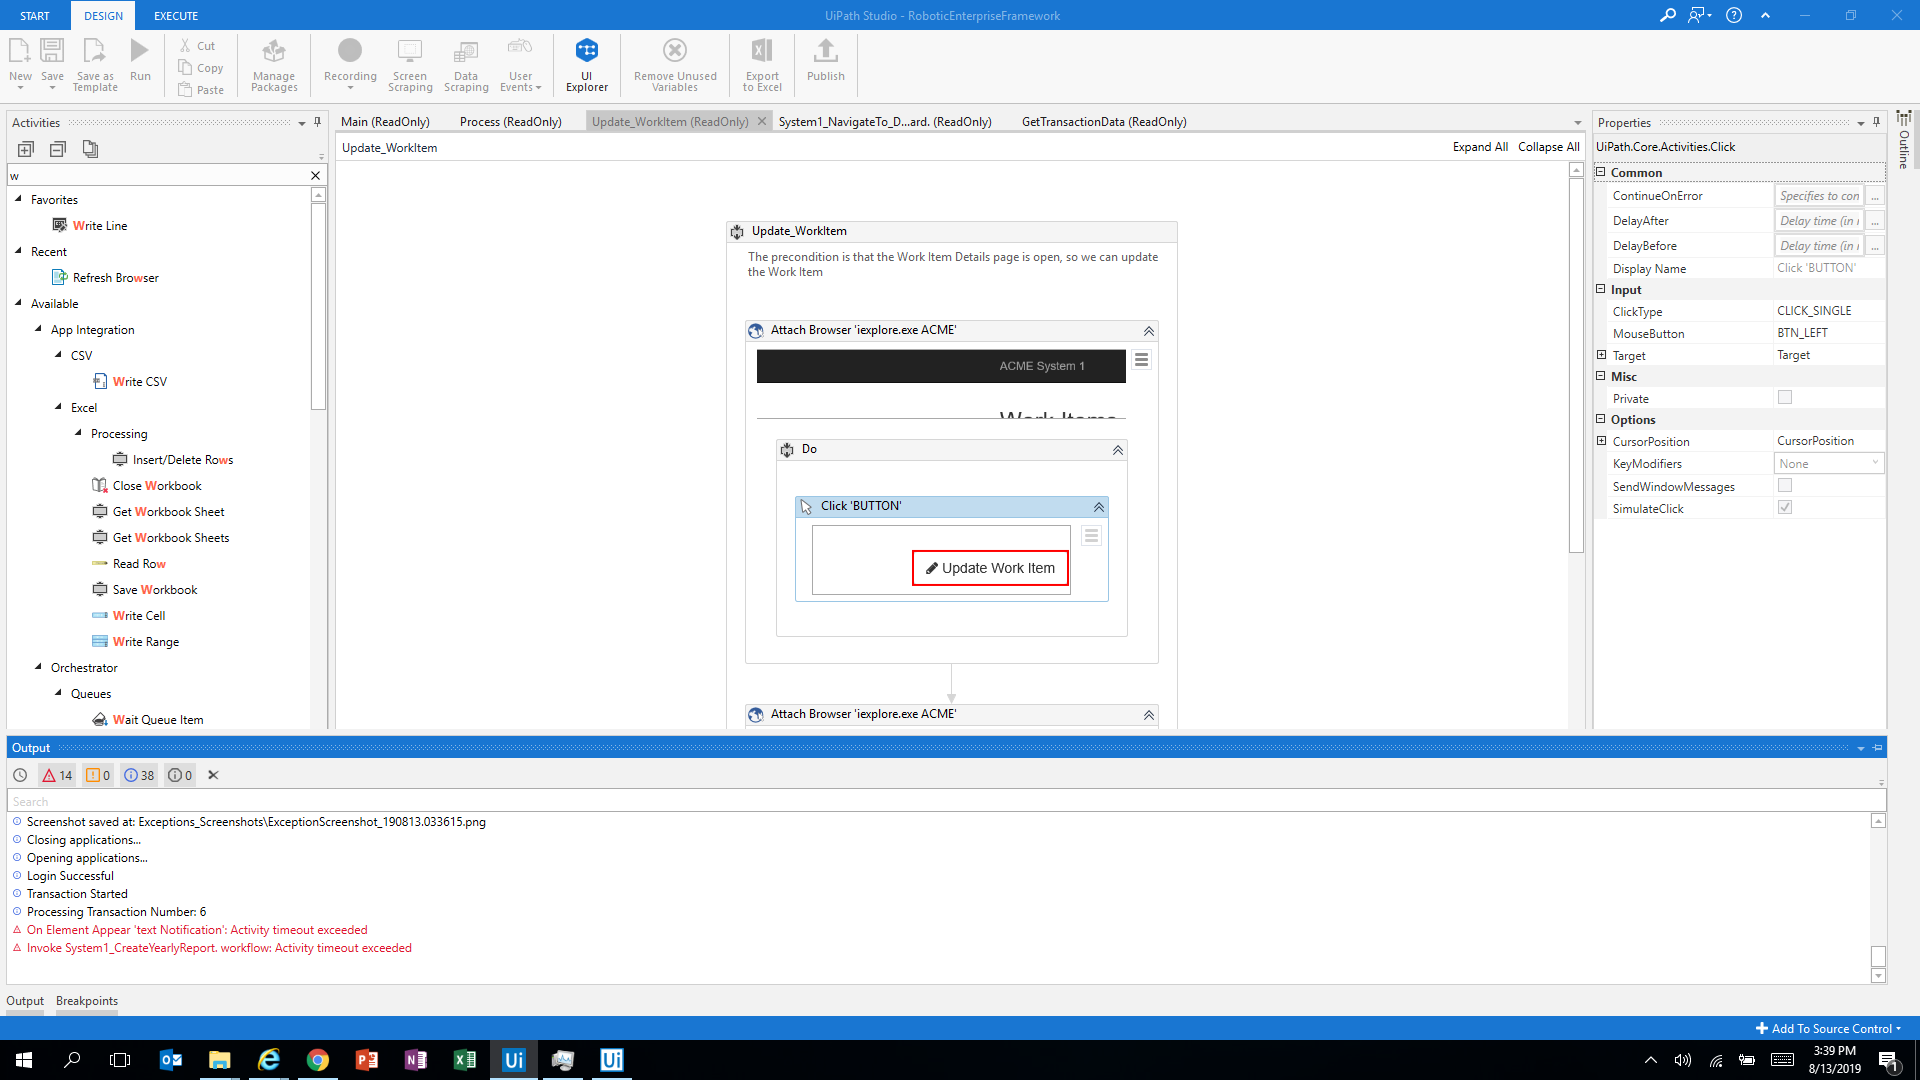 START
DESIGN
EXECUTE
UiPath Studio - RoboticEnterpriseFramework
New
Save
Save as Template
Run
Cut
Copy
Paste
Manage Packages
Recording
Screen Scraping
Data Scraping
User Events
UI Explorer
Remove Unused Variables
Export to Excel
Publish
Activities
w
Favorites
Write Line
Recent
Refresh Browser
Available
App Integration
CSV
Write CSV
Excel
Processing
Insert/Delete Rows
Close Workbook
Get Workbook Sheet
Get Workbook Sheets
Read Row
Save Workbook
Write Cell
Write Range
Orchestrator
Queues
Wait Queue Item
Main (ReadOnly)
Process (ReadOnly)
Update_WorkItem (ReadOnly)
System1_NavigateTo_D...ard. (ReadOnly)
GetTransactionData (ReadOnly)
Update_WorkItem
Expand All
Collapse All
Update_WorkItem
The precondition is that the Work Item Details page is open, so we can update
the Work Item
Attach Browser 'iexplore.exe ACME'
ACME System 1
Work Items
Do
Click 'BUTTON'
Update Work Item
Attach Browser 'iexplore.exe ACME'
Properties
UiPath.Core.Activities.Click
Common
ContinueOnError Specifies to con ...
DelayAfter Delay time (in ı ...
DelayBefore Delay time (in ı ...
Display Name Click 'BUTTON'
Input
ClickType CLICK_SINGLE
MouseButton BTN_LEFT
Target Target
Misc
Private
Options
CursorPosition CursorPosition
KeyModifiers None
SendWindowMessages
SimulateClick
Outline
Output
14
0
38
0
Search
Screenshot saved at: Exceptions_Screenshots\ExceptionScreenshot_190813.033615.png
Closing applications...
Opening applications...
Login Successful
Transaction Started
Processing Transaction Number: 6
On Element Appear 'text Notification': Activity timeout exceeded
Invoke System1_CreateYearlyReport. workflow: Activity timeout exceeded
Output
Breakpoints
Add To Source Control
Ui
Ui
3:39 PM
8/13/2019
1